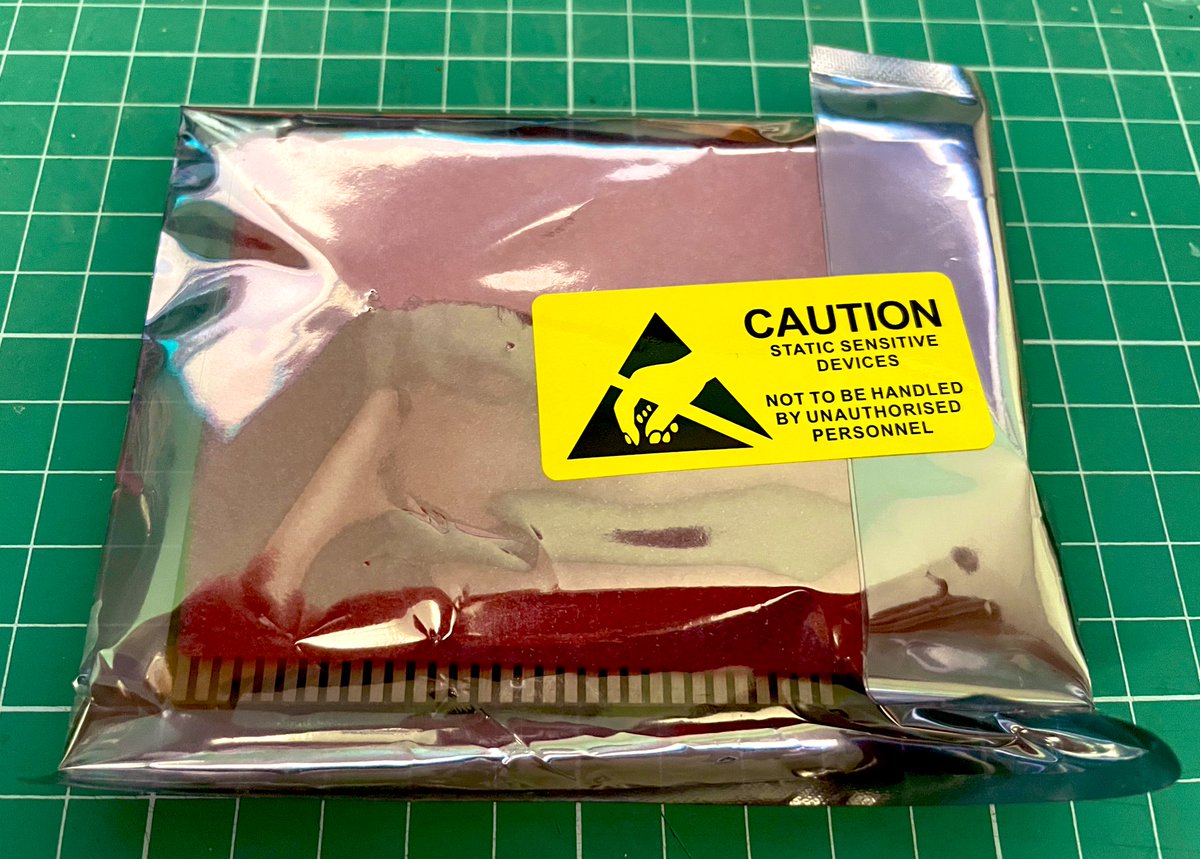 CAUTION
STATIC SENSITIVE
DEVICES
NOT TO BE HANDLED
BY UNAUTHORISED
PERSONNEL